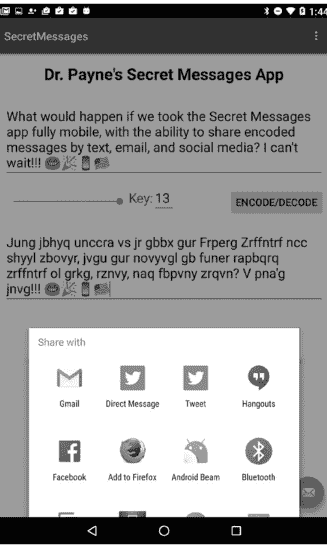 1:44
SecretMessages
Dr. Payne's Secret Messages App
What would happen if we took the Secret Messages
app fully mobile, with the ability to share encoded
messages by text, email, and social media? I can't
wait!!!
Key: 13
ENCODE/DECODE
Jung jbhyq unccra vs jr gbbx gur Frperg Zrffntrf ncc
shyyl zbovyr, jvgu gur novyvgl gb funer rapbqrq
zrffntrf ol grkg, rznvy, naq fbpvny zrqvn? V pna'g
jnvg!!!
Share with
Gmail
Direct Message
Tweet
Hangouts
Facebook
Add to Firefox
Android Beam
Bluetooth